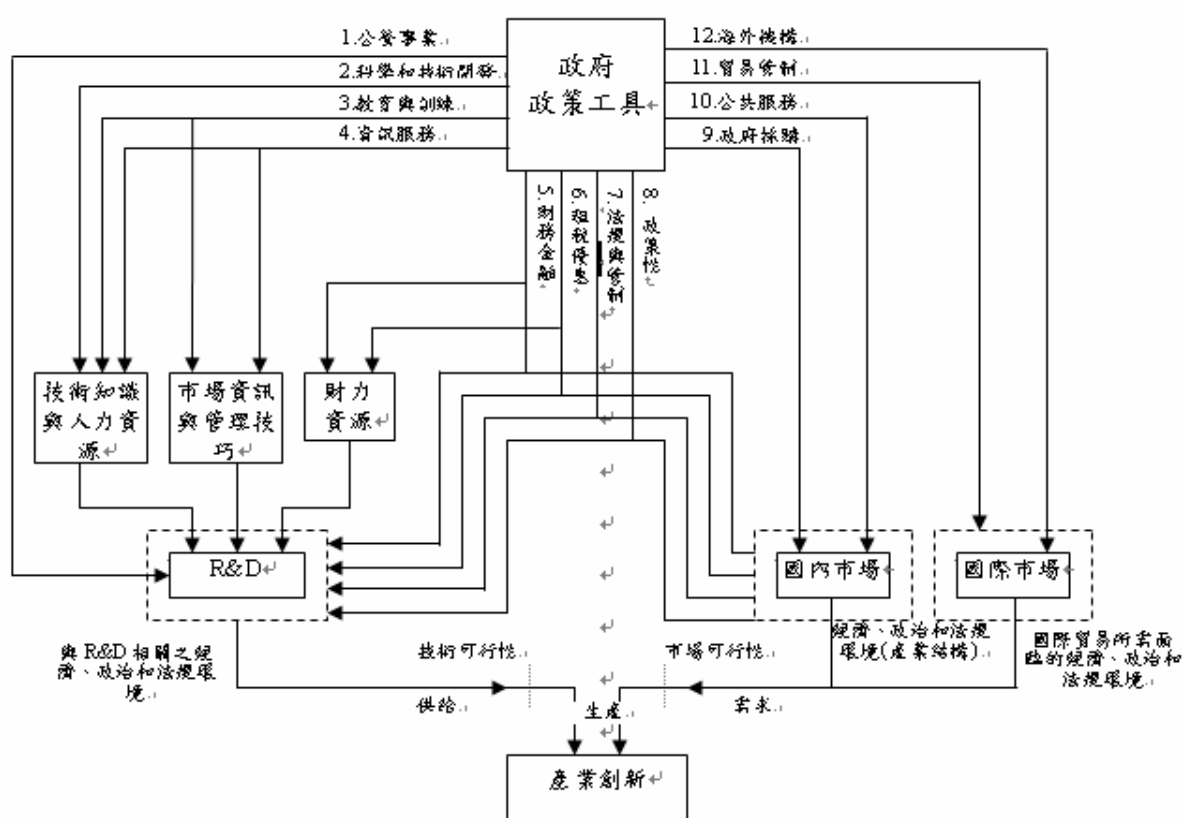 1.公營事業
2.科學和技術開發
3.教育與訓練
4.資訊服務
政府
政策工具
12.海外機構
11.貿易管制
10.公共服務
9.政府採購
5.財務金融
6.租稅優惠
7.法規與管制
8. 政策性
技術知識
與人力資
源
市場資訊
與管理技
巧
財力
資源
R&D
國內市場
國際市場
與R&D相關之經
濟、政治和法規環
境
技術可行性
市場可行性
經濟、政治和法規
環境(產業結構)
國際貿易所需面
臨的經濟、政治和
法規環境
供給
生產
需求
產業創新